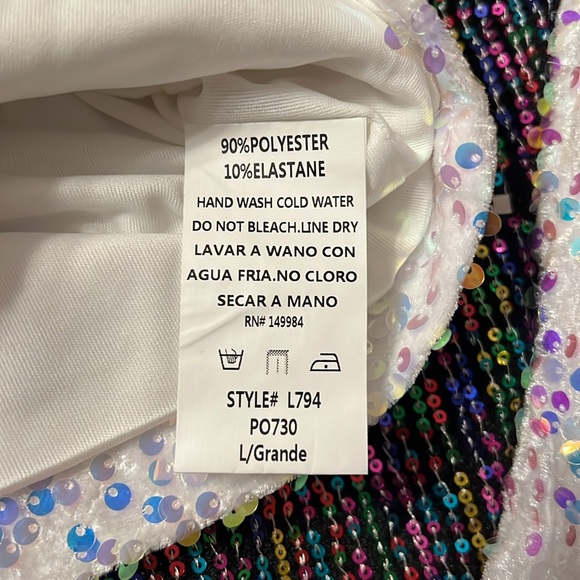 90%POLYESTER
10%ELASTANE
HAND WASH COLD WATER
DO NOT BLEACH.LINE DRY
LAVAR A WANO CON
AGUA FRIA.NO CLORO
SECAR A MANO
RN# 149984
STYLE# L794
PO730
L/Grande